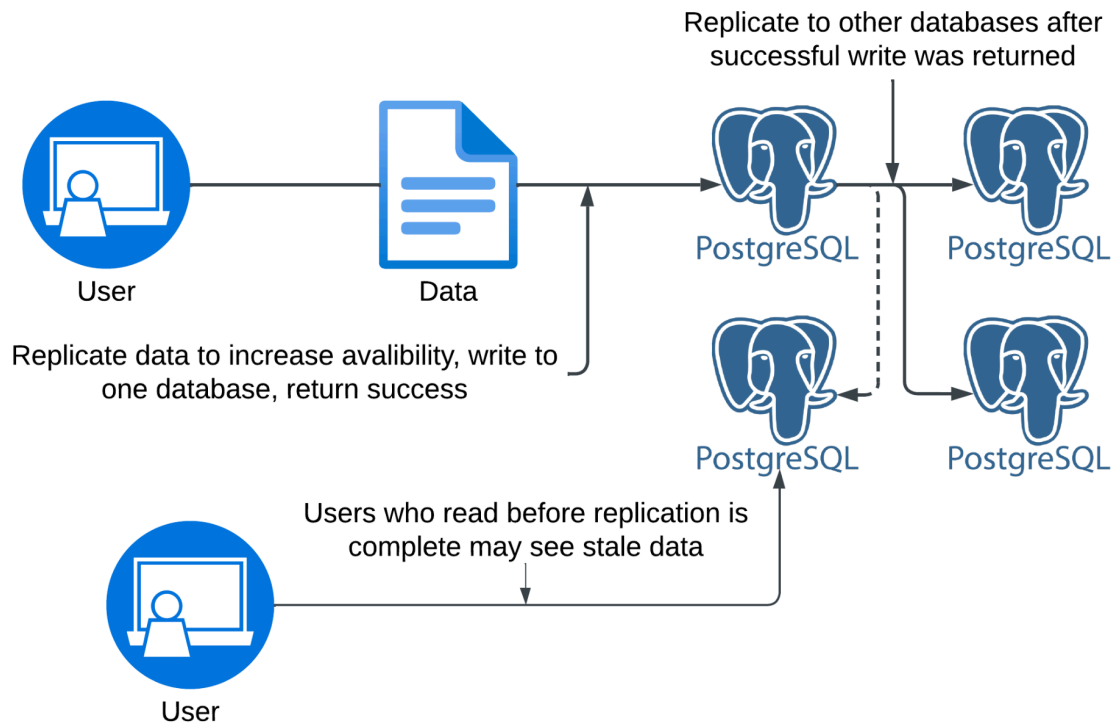 Replicate to other databases after
successful write was returned
User
Data
PostgreSQL
PostgreSQL
Replicate data to increase avalibility, write to
one database, return success
PostgreSQL
PostgreSQL
Users who read before replication is
complete may see stale data
User